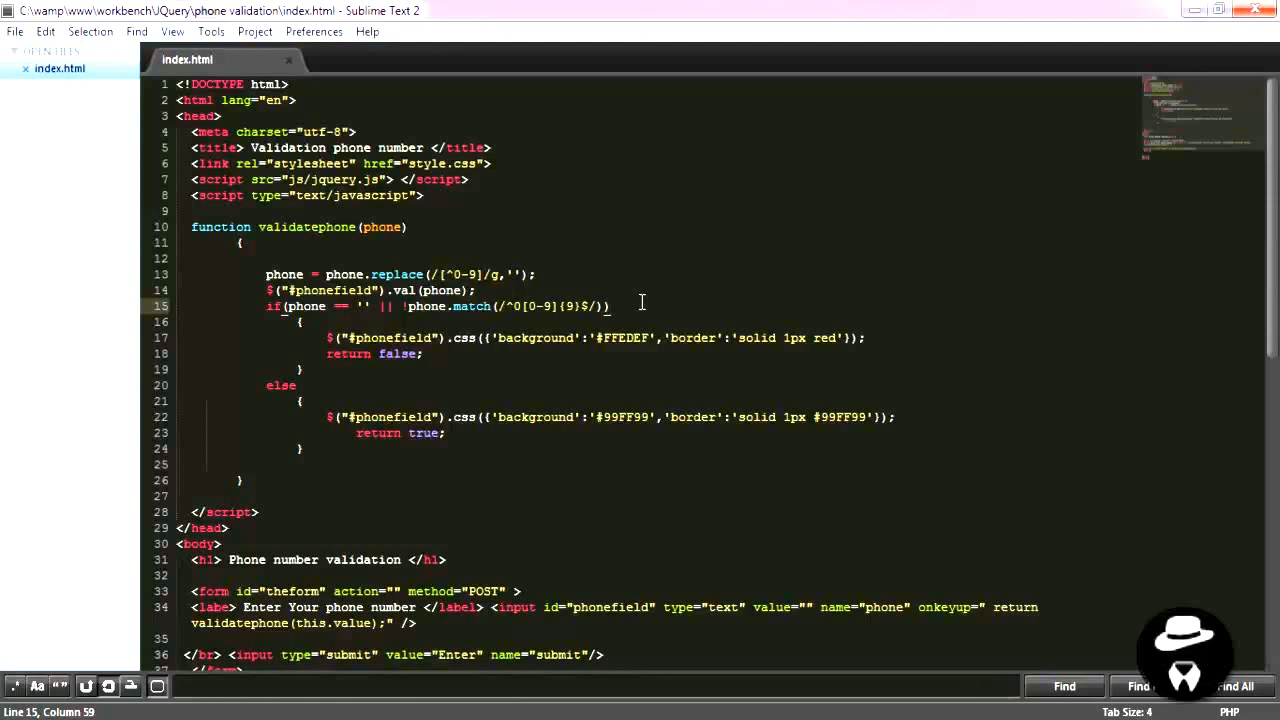 C:\wamp\www\workbench\JQuery\phone validation\index.html - Sublime Text 2
File Edit Selection Find View Tools Project Preferences Help
OPEN FILES
index.html
index.html
1 <!DOCTYPE html>
2 <html lang="en">
3 <head>
4 <meta charset="utf-8">
5 <title> Validation phone number </title>
6 <link rel="stylesheet" href="style.css">
7 <script src="js/jquery.js"> </script>
8 <script type="text/javascript">
9
10 function validatephone(phone)
11 {
12
13 phone = phone.replace(/[^0-9]/g,'');
14 $("#phonefield").val(phone);
15 if(phone == '' || !phone.match(/^0[0-9]{9}$/))
16 {
17 $("#phonefield").css({'background':'#FFEDEF','border':'solid 1px red'});
18 return false;
19 }
20 else
21 {
22 $("#phonefield").css({'background':'#99FF99','border':'solid 1px #99FF99'});
23 return true;
24 }
25
26 }
27
28 </script>
29 </head>
30 <body>
31 <h1> Phone number validation </h1>
32
33 <form id="theform" action="" method="POST" >
34 <labe> Enter Your phone number </label> <input id="phonefield" type="text" value="" name="phone" onkeyup=" return
validatephone(this.value);" />
35
36 </br> <input type="submit" value="Enter" name="submit"/>
37 </form>
.* Aa “ ” Find Find All
Line 15, Column 59 Tab Size: 4 PHP